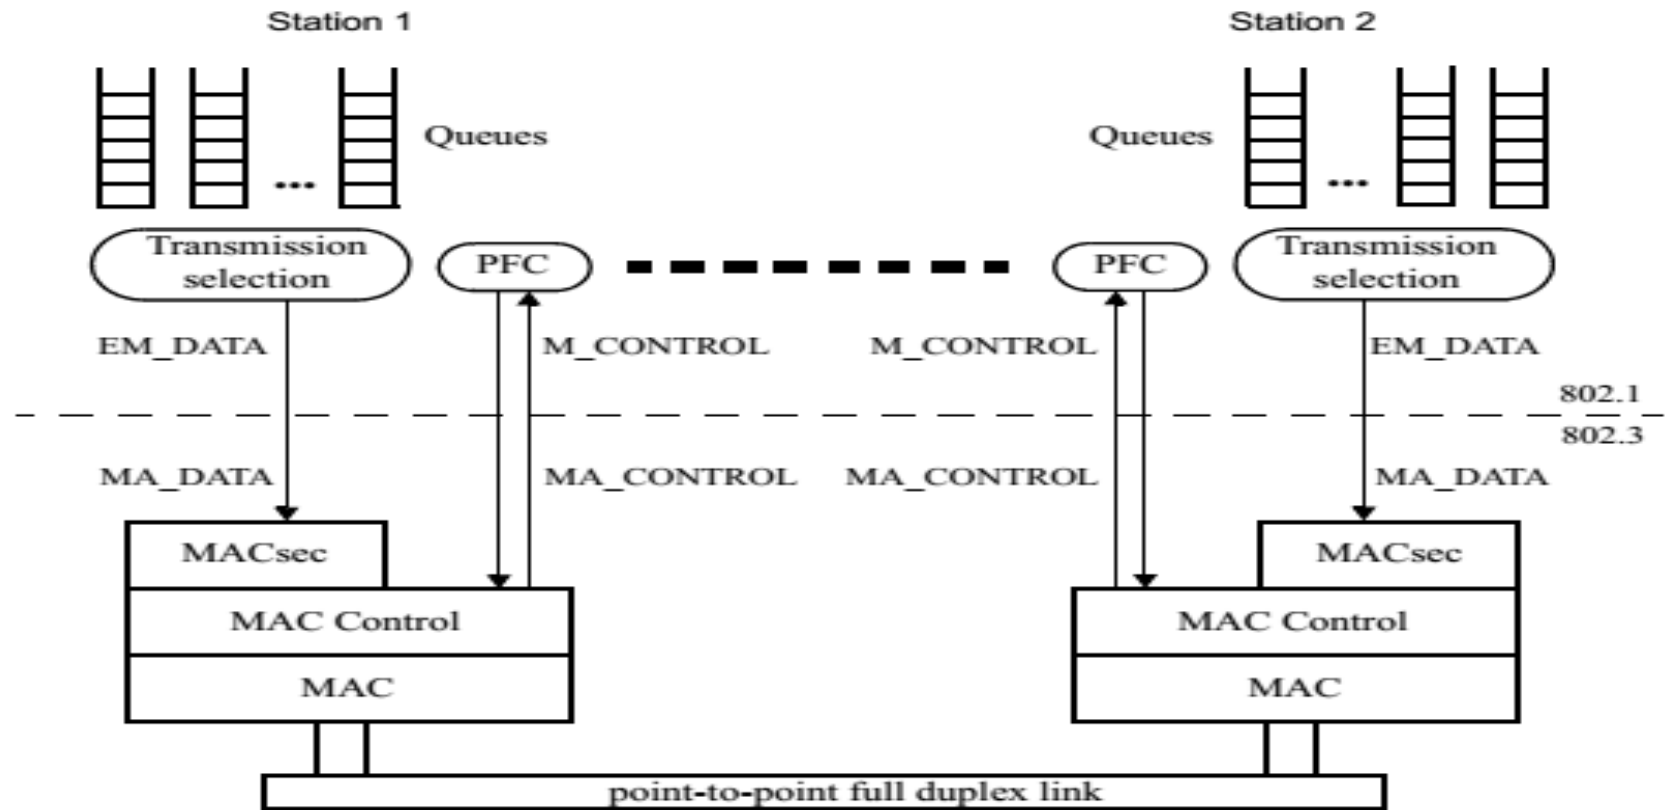 Station 1
Station 2
Queues
Queues
...
...
Transmission
selection
PFC
PFC
Transmission
selection
EM_DATA
M_CONTROL
M_CONTROL
EM_DATA
802.1
802.3
MA_DATA
MA_CONTROL
MA_CONTROL
MA_DATA
MACsec
MACsec
MAC Control
MAC Control
MAC
MAC
point-to-point full duplex link